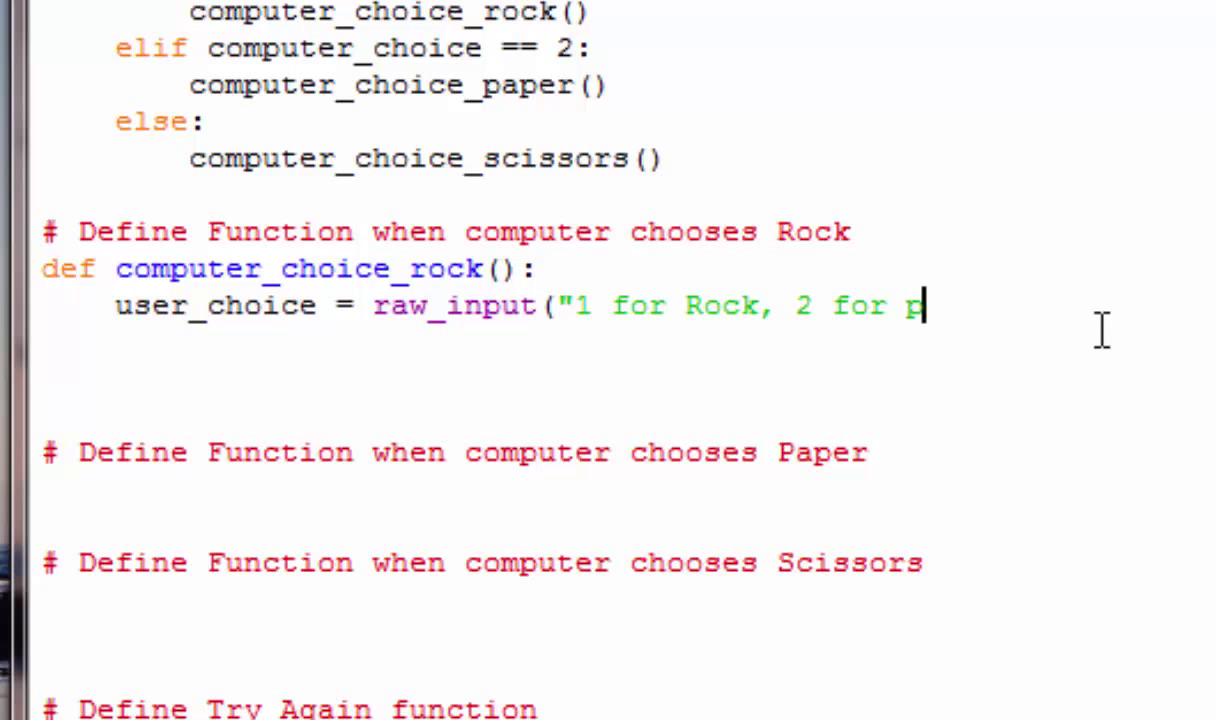 computer_choice_rock()
elif computer_choice == 2:
computer_choice_paper()
else:
computer_choice_scissors()
# Define Function when computer chooses Rock
def computer_choice_rock():
user_choice = raw_input("1 for Rock, 2 for p
# Define Function when computer chooses Paper
# Define Function when computer chooses Scissors
# Define Try Again function